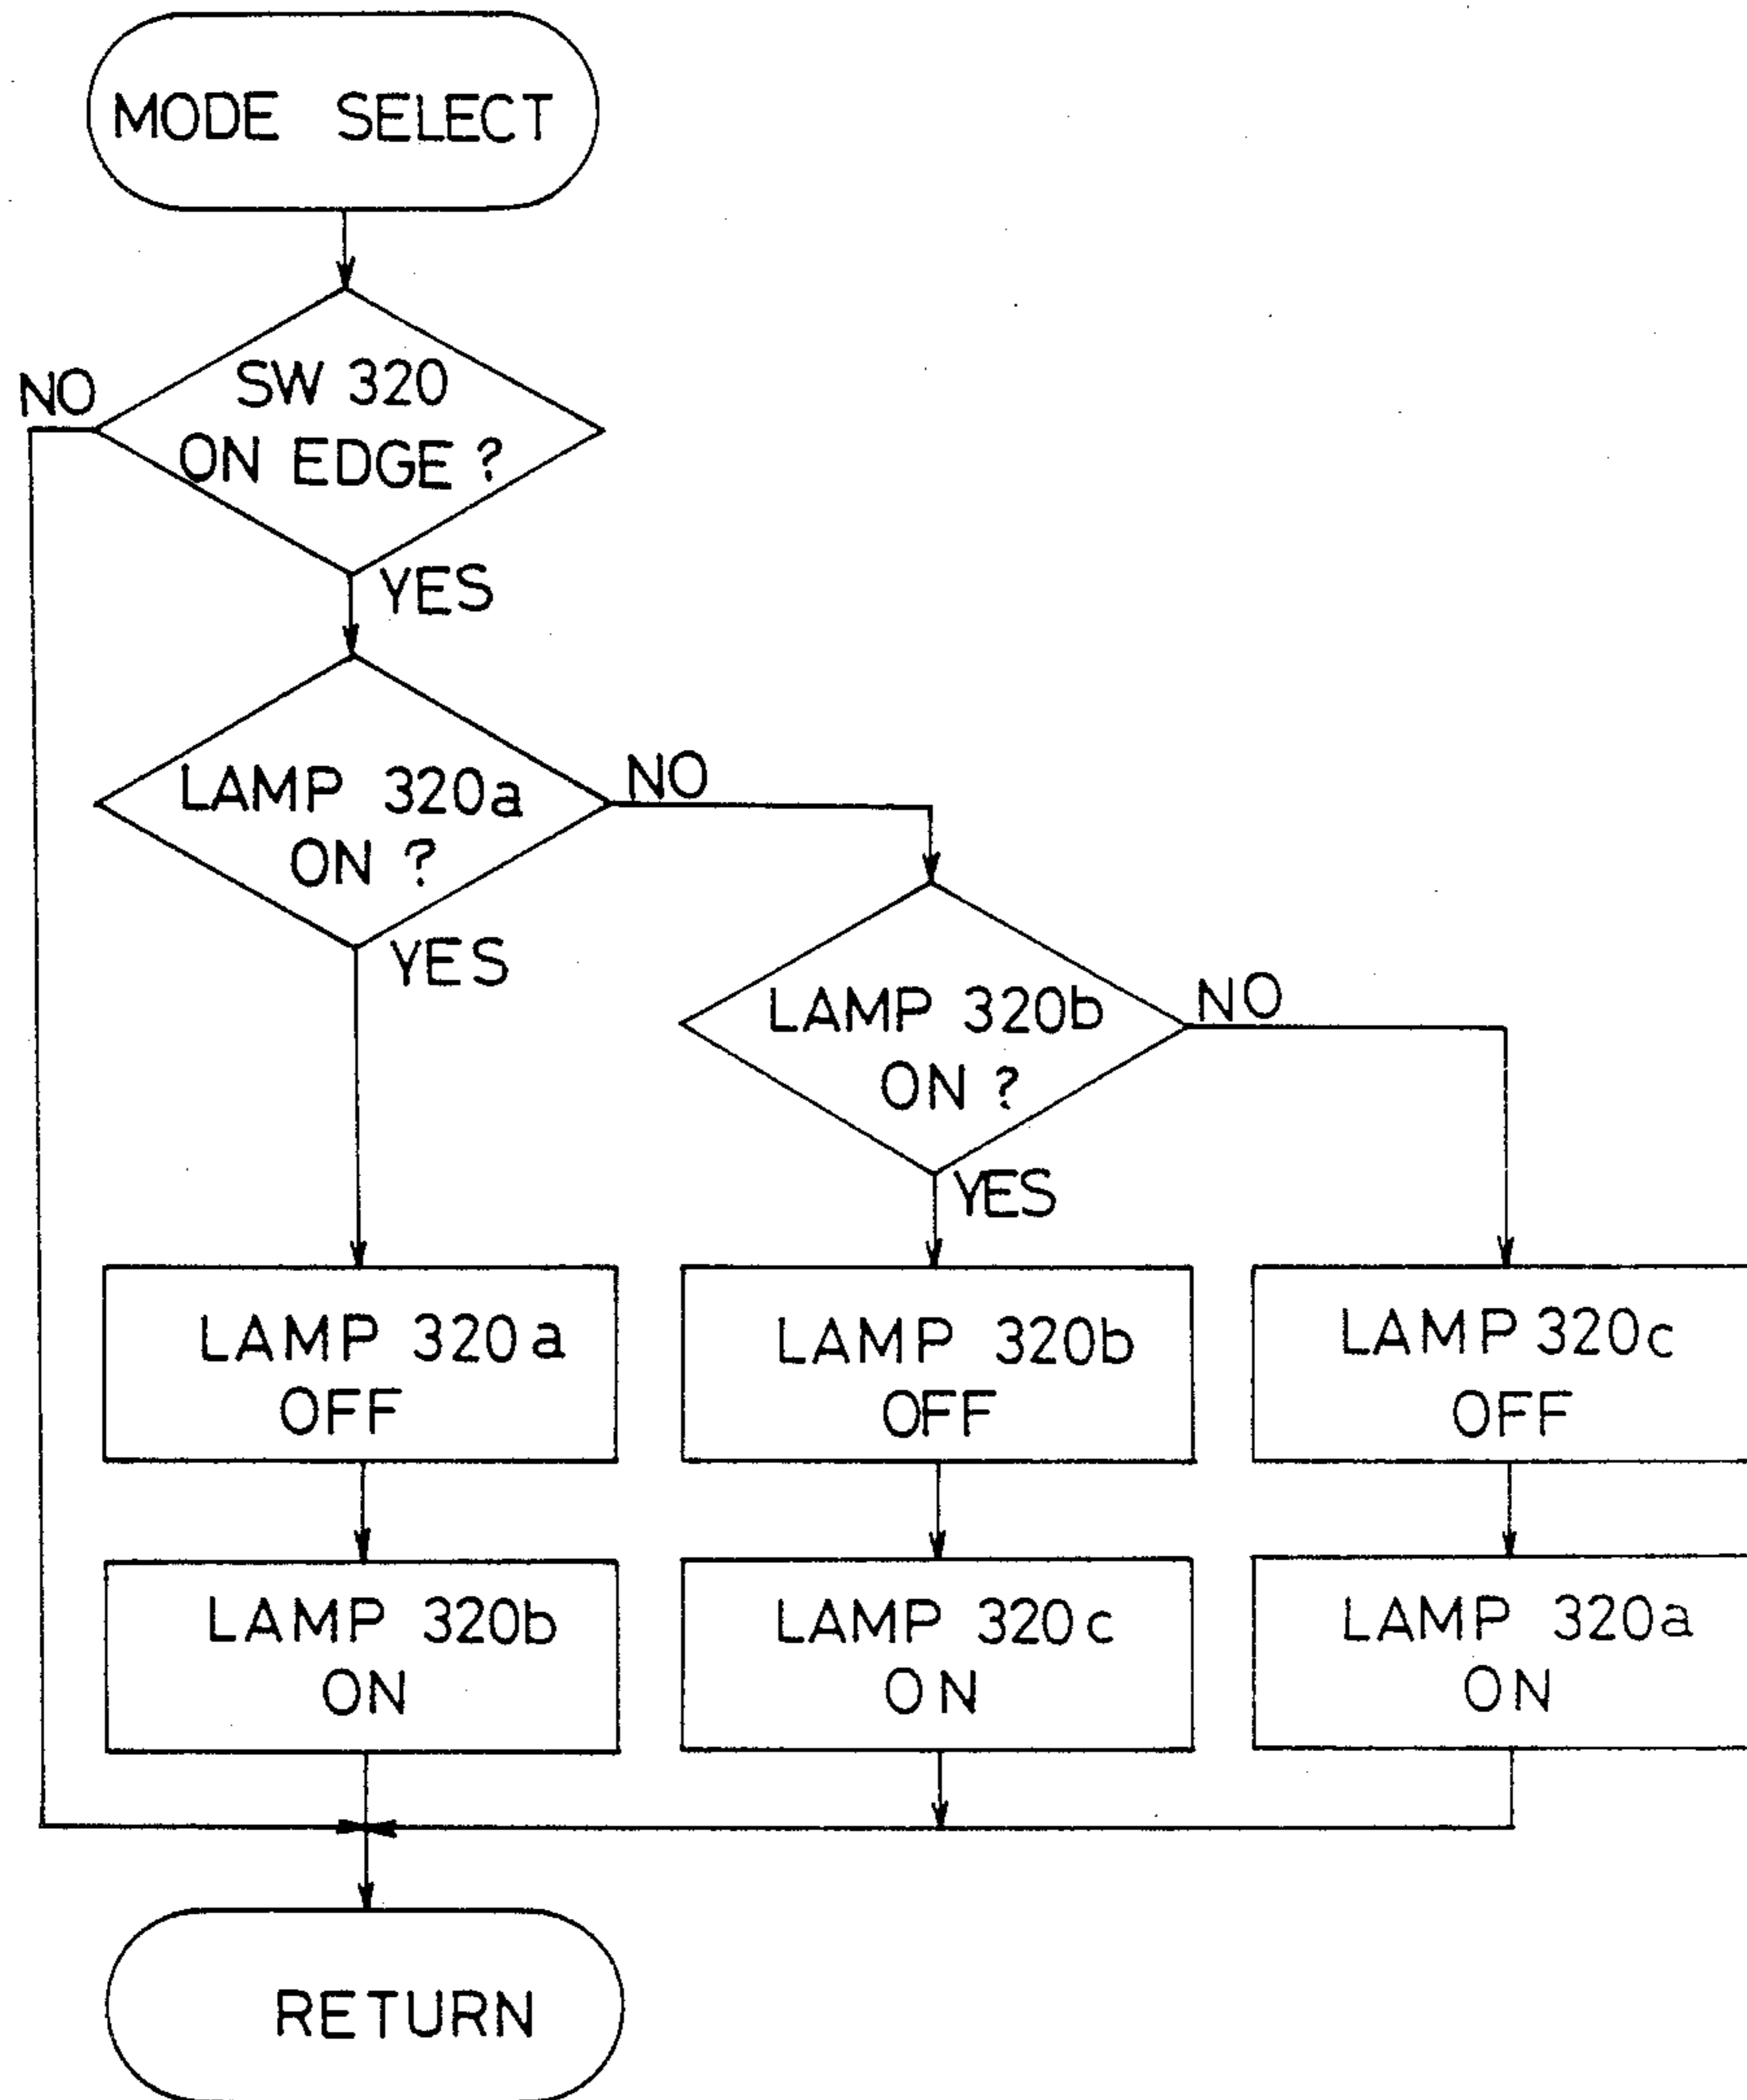 MODE SELECT
SW 320
ON EDGE ?
NO
YES
LAMP 320a
ON ?
NO
YES
LAMP 320b
ON ?
NO
YES
LAMP 320a
OFF
LAMP 320b
OFF
LAMP 320c
OFF
LAMP 320b
ON
LAMP 320c
ON
LAMP 320a
ON
RETURN